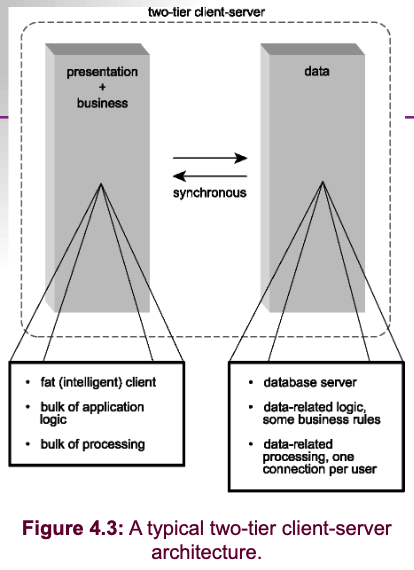 two-tier client-server
presentation
+
business
data
synchronous
• fat (intelligent) client
• bulk of application
logic
• bulk of processing
• database server
• data-related logic,
some business rules
• data-related
processing, one
connection per user
Figure 4.3: A typical two-tier client-server
architecture.